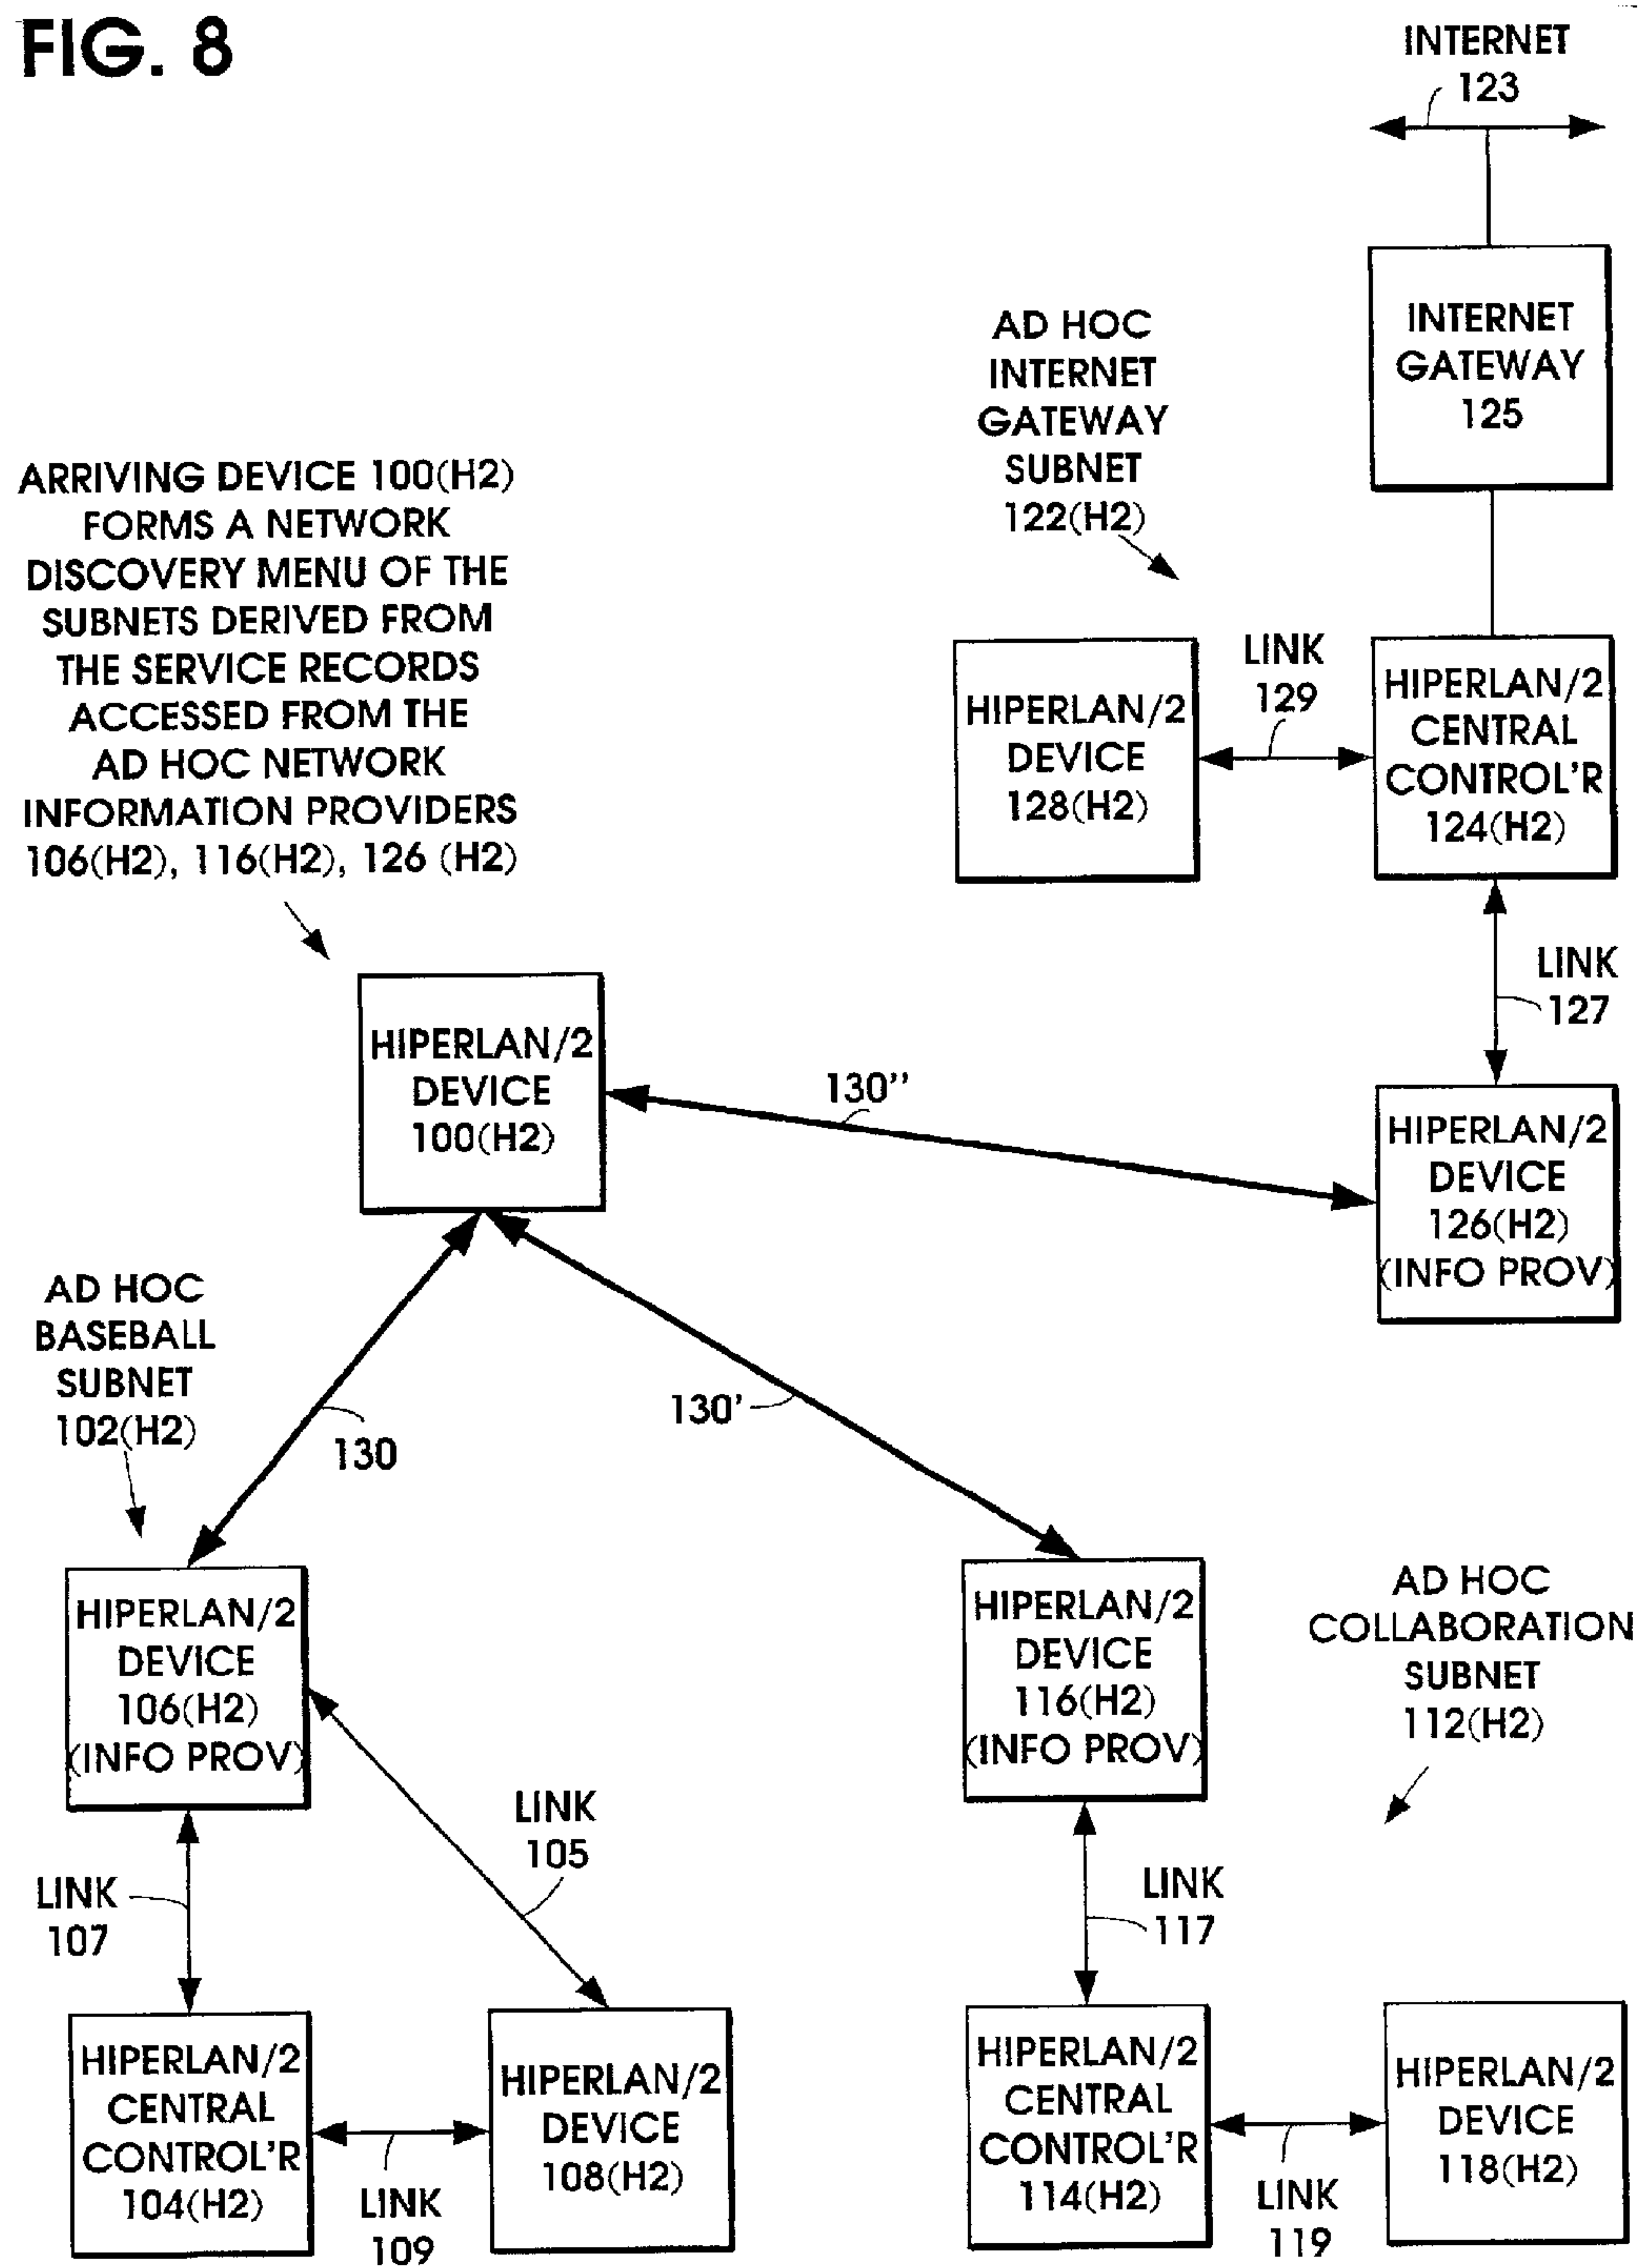 FIG. 8
INTERNET
123
INTERNET
GATEWAY
125
AD HOC
INTERNET
GATEWAY
SUBNET
122(H2)
ARRIVING DEVICE 100(H2)
FORMS A NETWORK
DISCOVERY MENU OF THE
SUBNETS DERIVED FROM
THE SERVICE RECORDS
ACCESSED FROM THE
AD HOC NETWORK
INFORMATION PROVIDERS
106(H2), 116(H2), 126 (H2)
HIPERLAN/2
DEVICE
128(H2)
LINK
129
HIPERLAN/2
CENTRAL
CONTROL'R
124(H2)
LINK
127
HIPERLAN/2
DEVICE
100(H2)
130''
HIPERLAN/2
DEVICE
126(H2)
(INFO PROV)
AD HOC
BASEBALL
SUBNET
102(H2)
130
130'
HIPERLAN/2
DEVICE
106(H2)
(INFO PROV)
HIPERLAN/2
DEVICE
116(H2)
(INFO PROV)
AD HOC
COLLABORATION
SUBNET
112(H2)
LINK
105
LINK
107
LINK
117
HIPERLAN/2
CENTRAL
CONTROL'R
104(H2)
LINK
109
HIPERLAN/2
DEVICE
108(H2)
HIPERLAN/2
CENTRAL
CONTROL'R
114(H2)
LINK
119
HIPERLAN/2
DEVICE
118(H2)